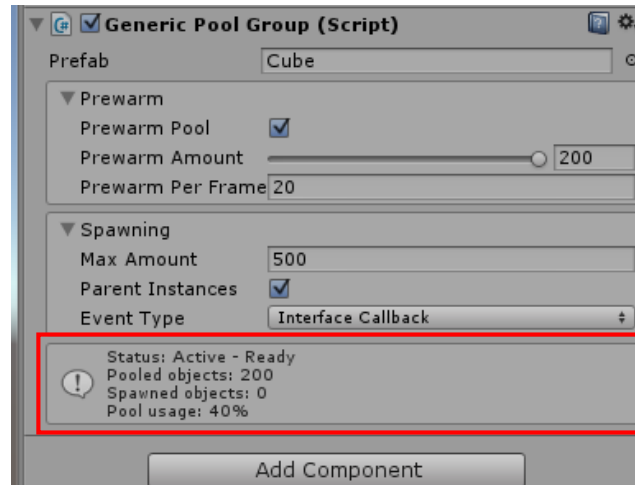 Generic Pool Group (Script)
Prefab Cube
Prewarm
Prewarm Pool
Prewarm Amount 200
Prewarm Per Frame 20
Spawning
Max Amount 500
Parent Instances
Event Type Interface Callback
Status: Active - Ready
Pooled objects: 200
Spawned objects: 0
Pool usage: 40%
Add Component